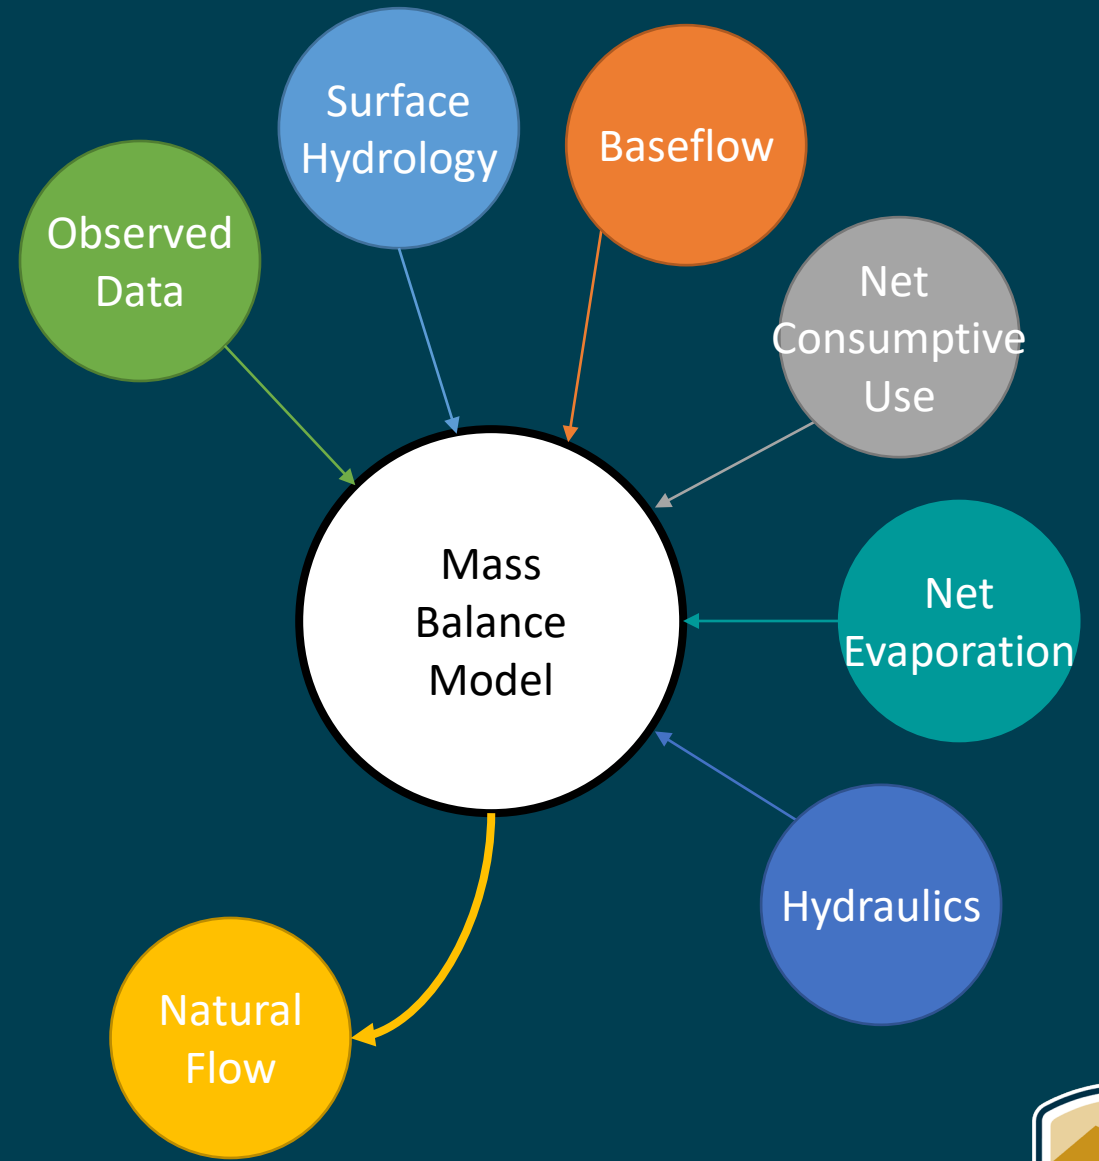 Surface
Hydrology
Baseflow
Observed
Data
Net
Consumptive
Use
Mass
Balance
Model
Net
Evaporation
Hydraulics
Natural
Flow